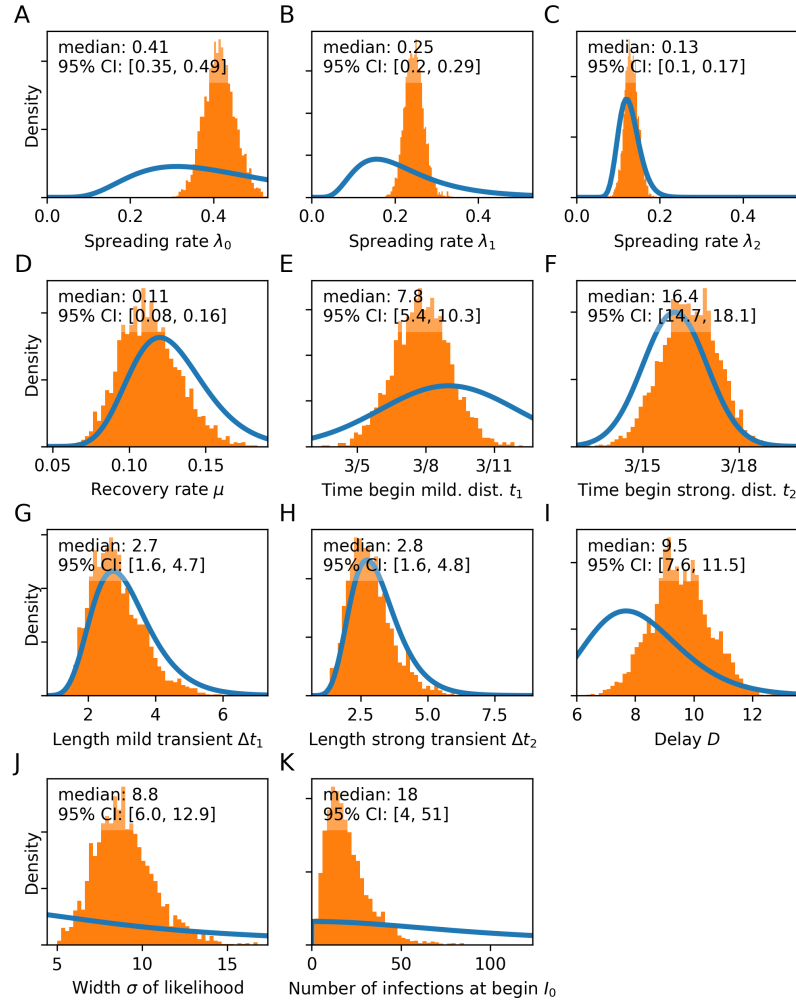 A
B
C
median: 0.41
95% CI: [0.35, 0.49]
median: 0.25
95% CI: [0.2, 0.29]
median: 0.13
95% CI: [0.1, 0.17]
Density
0.0 0.2 0.4
0.0 0.2 0.4
0.0 0.2 0.4
Spreading rate λ0
Spreading rate λ1
Spreading rate λ2
D
E
F
median: 0.11
95% CI: [0.08, 0.16]
median: 7.8
95% CI: [5.4, 10.3]
median: 16.4
95% CI: [14.7, 18.1]
Density
0.05 0.10 0.15
3/5 3/8 3/11
3/15 3/18
Recovery rate μ
Time begin mild. dist. t1
Time begin strong. dist. t2
G
H
I
median: 2.7
95% CI: [1.6, 4.7]
median: 2.8
95% CI: [1.6, 4.8]
median: 9.5
95% CI: [7.6, 11.5]
Density
2 4 6
2.5 5.0 7.5
6 8 10 12
Length mild transient Δt1
Length strong transient Δt2
Delay D
J
K
median: 8.8
95% CI: [6.0, 12.9]
median: 18
95% CI: [4, 51]
Density
5 10 15
0 50 100
Width σ of likelihood
Number of infections at begin I0